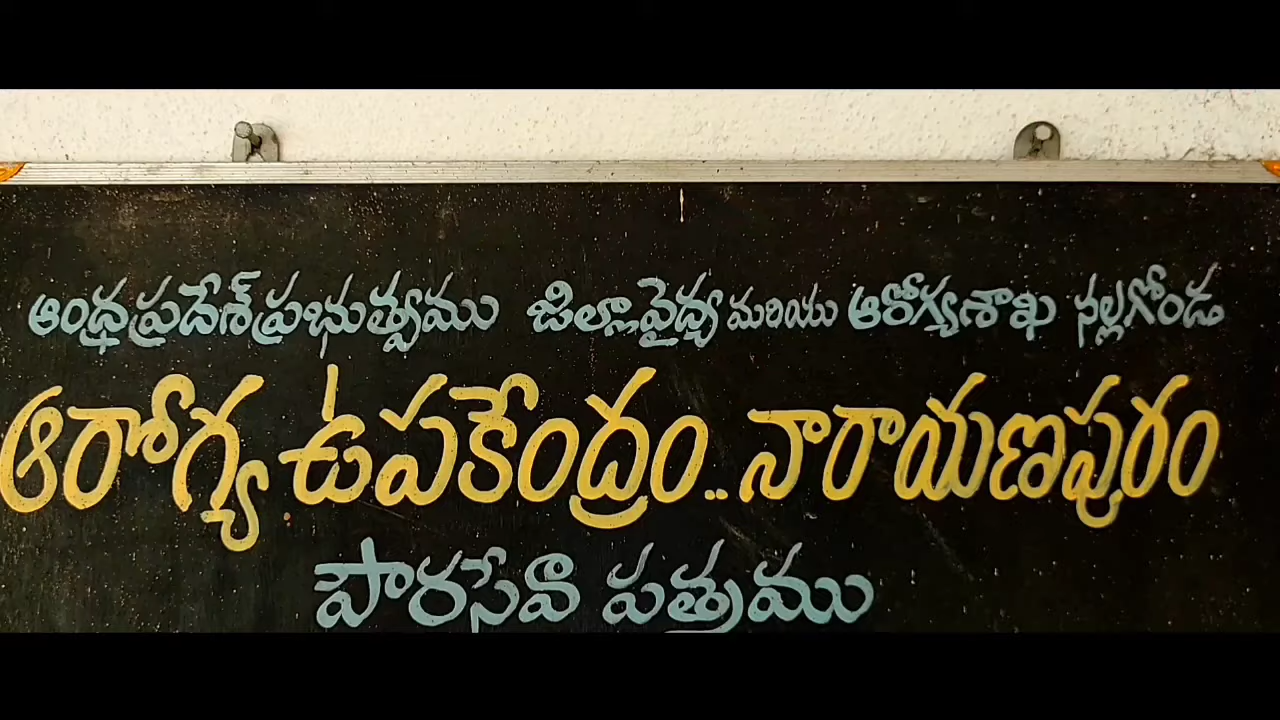 ఆంధ్రప్రదేశ్ ప్రభుత్వము జిల్లా వైద్య మరియు ఆరోగ్యశాఖ నల్లగోండ
ఆరోగ్య ఉపకేంద్రం.. నారాయణపురం
పౌరసేవా పత్రము